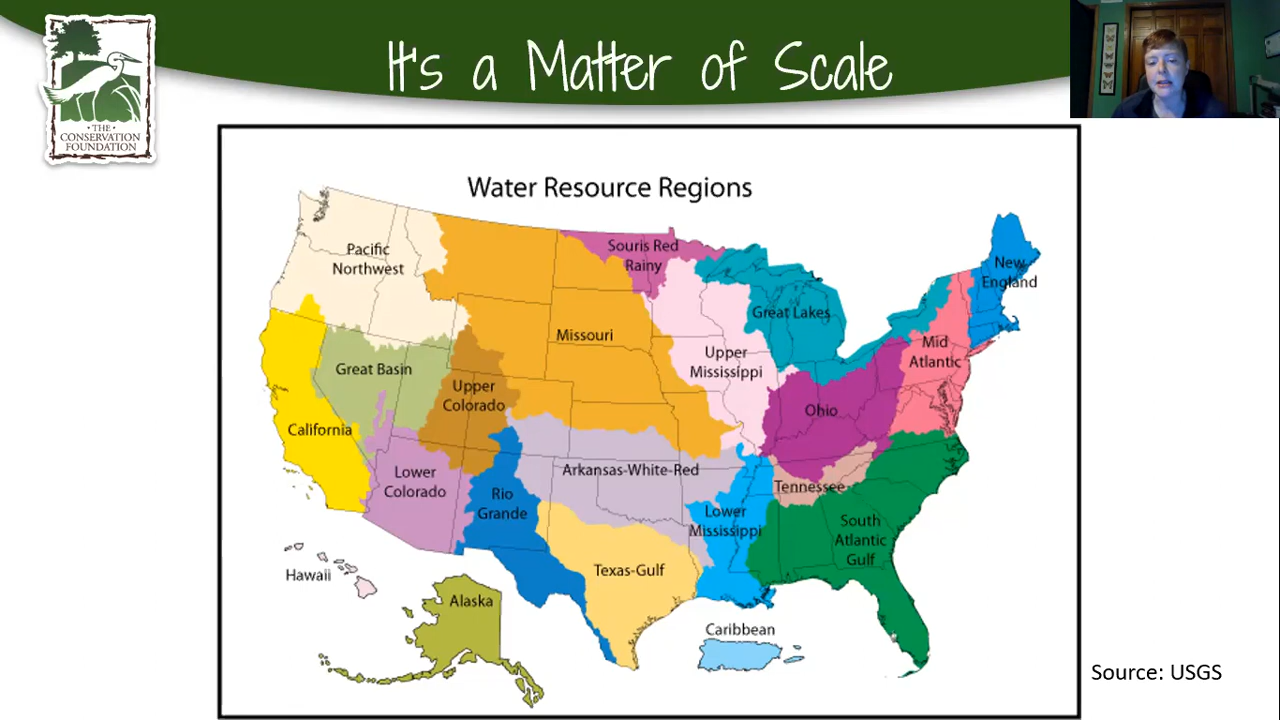 It's a Matter of Scale
• THE •
CONSERVATION
FOUNDATION
Water Resource Regions
Pacific
Northwest
Souris Red
Rainy
New
England
Missouri
Great Lakes
Upper
Mississippi
Mid
Atlantic
Great Basin
Upper
Colorado
Ohio
California
Lower
Colorado
Rio
Grande
Arkansas-White-Red
Tennessee
Lower
Mississippi
South
Atlantic
Gulf
Texas-Gulf
Hawaii
Alaska
Caribbean
Source: USGS